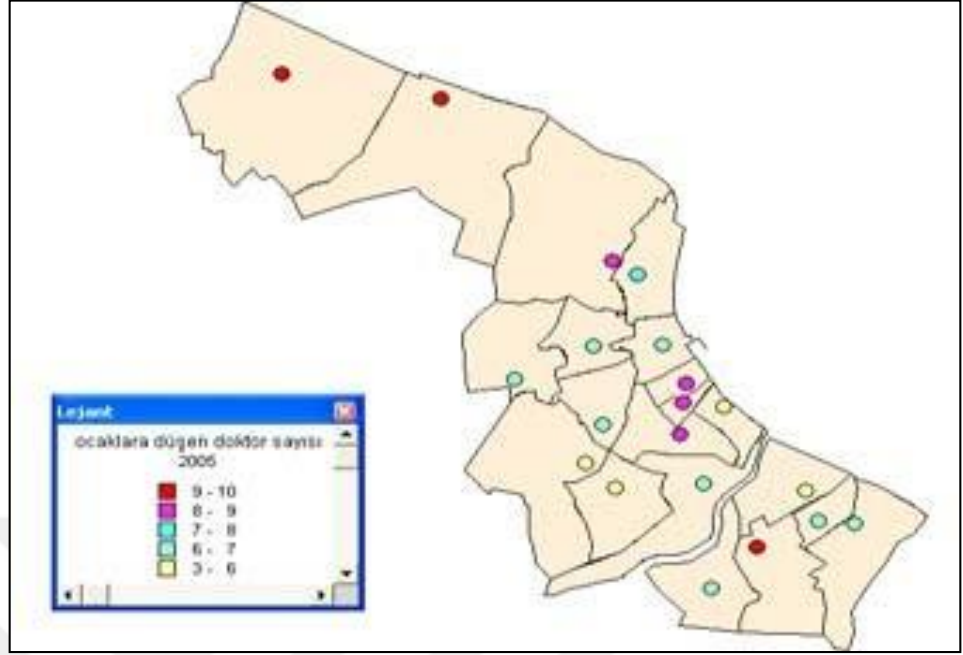 Lejant
ocaklara düşen doktor sayısı
2005
9 - 10
8 - 9
7 - 8
6 - 7
3 - 6